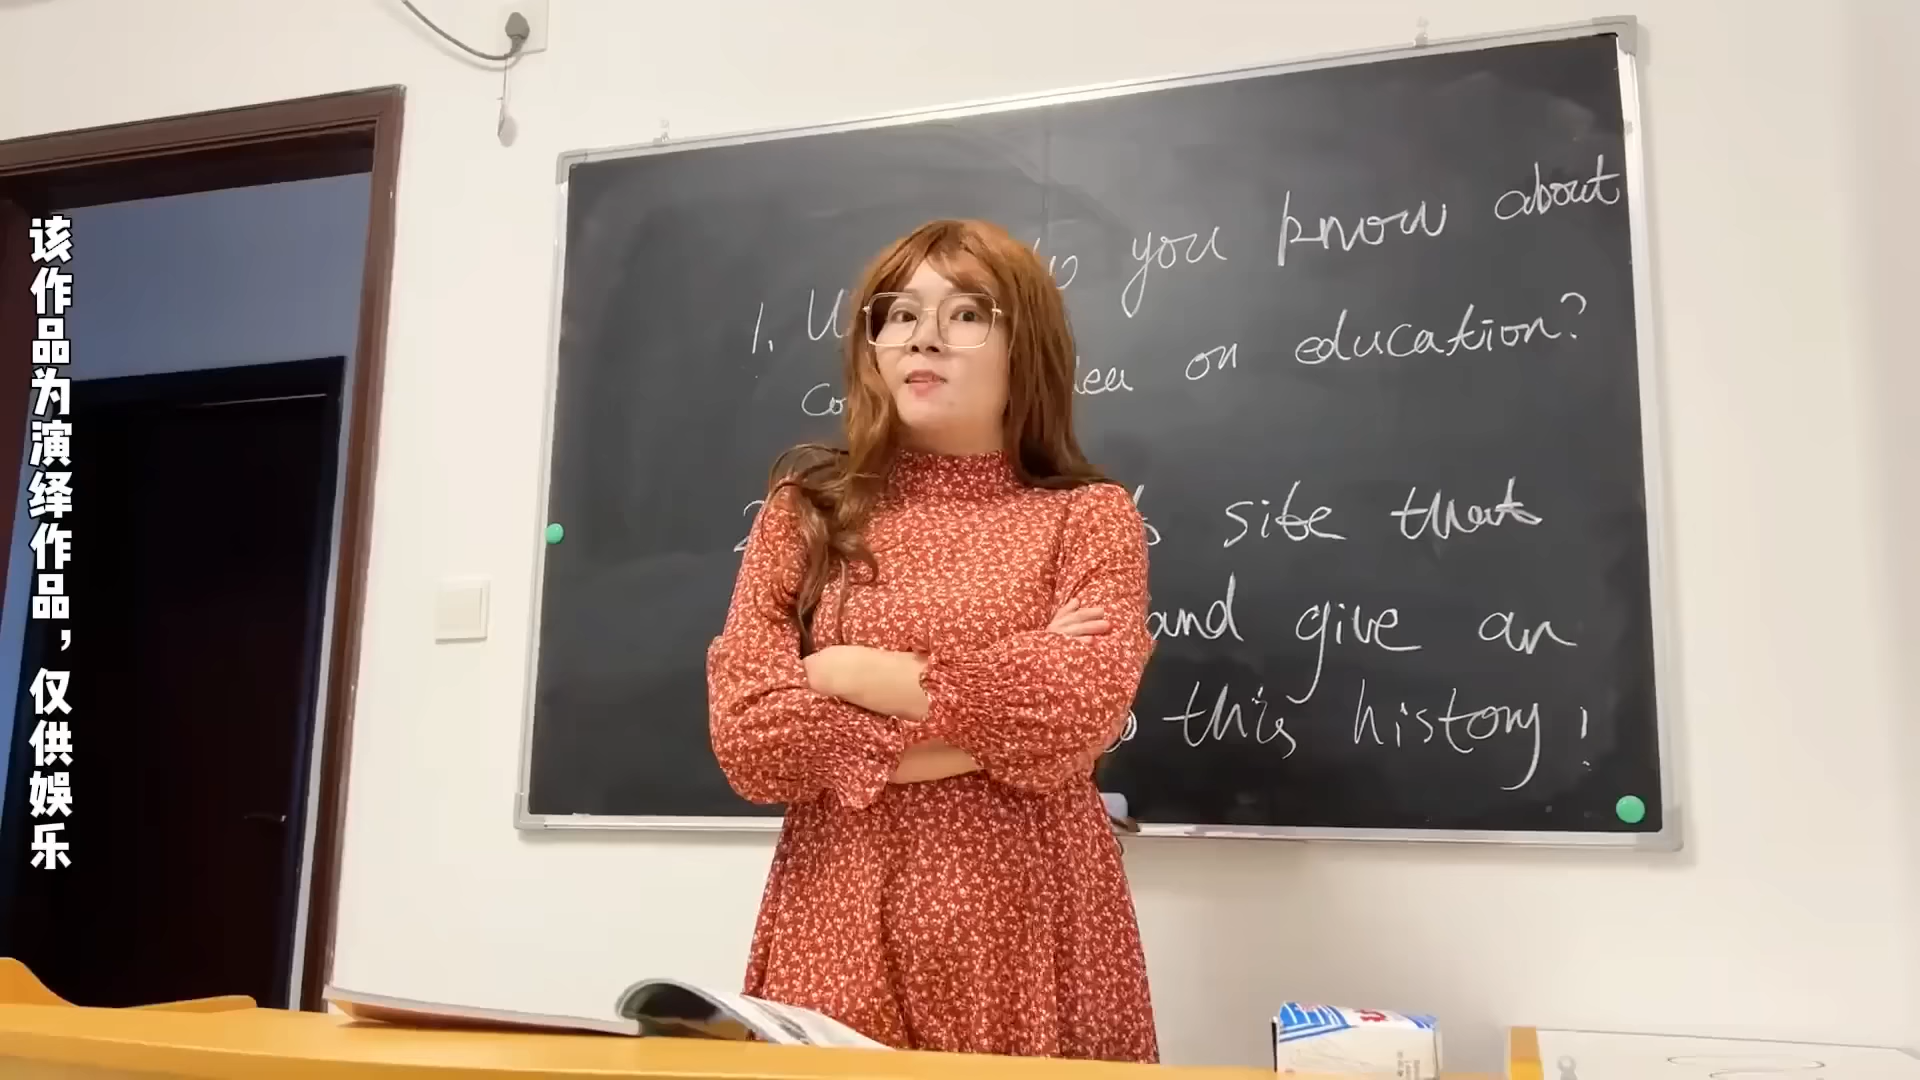 该作品为演绎作品，仅供娱乐
1. you know about
on education?
site that
and give an
this history!